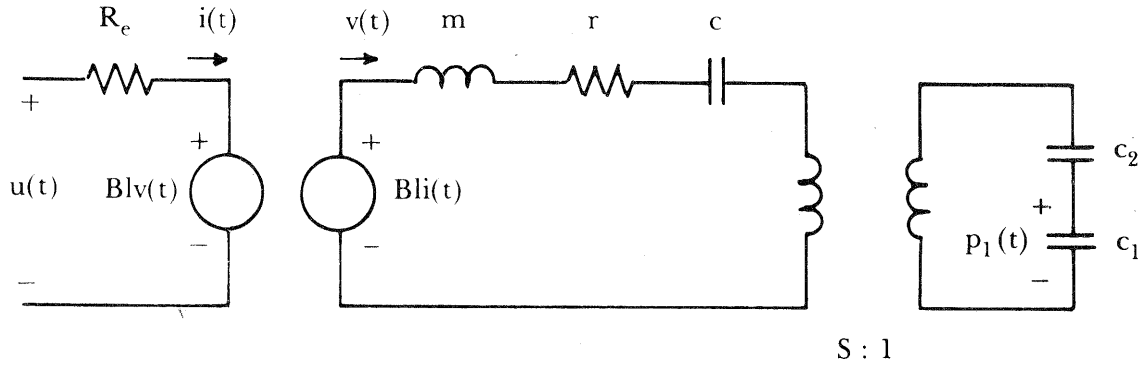 R_e
i(t)
v(t)
m
r
c
+
+
+
u(t)
Blv(t)
Bli(t)
c_2
+
p_1(t)
c_1
−
−
−
−
S : 1